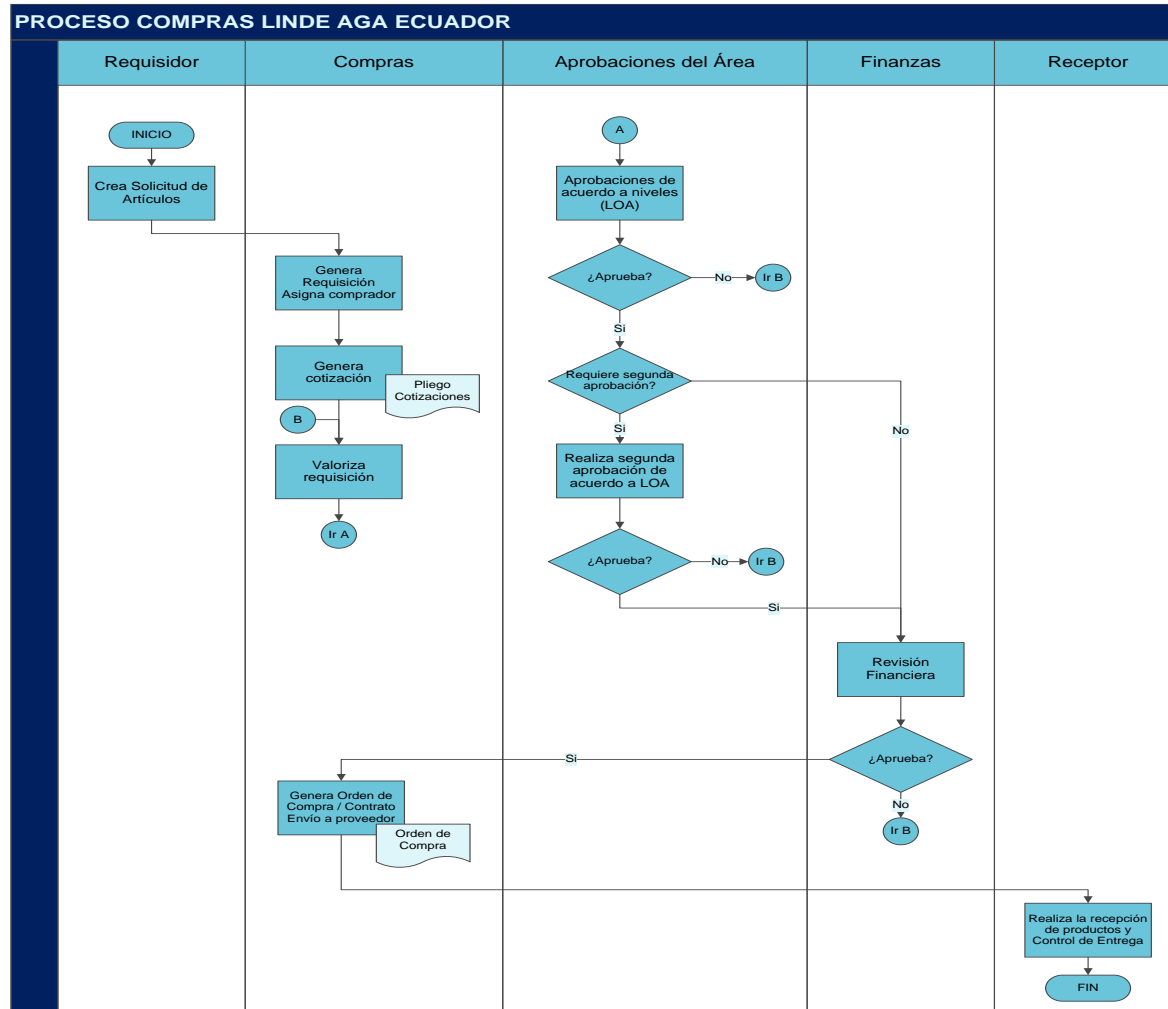 PROCESO COMPRAS LINDE AGA ECUADOR
Requisidor
Compras
Aprobaciones del Área
Finanzas
Receptor
INICIO
Crea Solicitud de
Artículos
Genera
Requisición
Asigna comprador
Genera
cotización
Pliego
Cotizaciones
B
Valoriza
requisición
Ir A
A
Aprobaciones de
acuerdo a niveles
(LOA)
¿Aprueba?
No
Ir B
Si
Requiere segunda
aprobación?
No
Si
Realiza segunda
aprobación de
acuerdo a LOA
¿Aprueba?
No
Ir B
Si
Revisión
Financiera
¿Aprueba?
Si
No
Ir B
Genera Orden de
Compra / Contrato
Envío a proveedor
Orden de
Compra
Realiza la recepción
de productos y
Control de Entrega
FIN